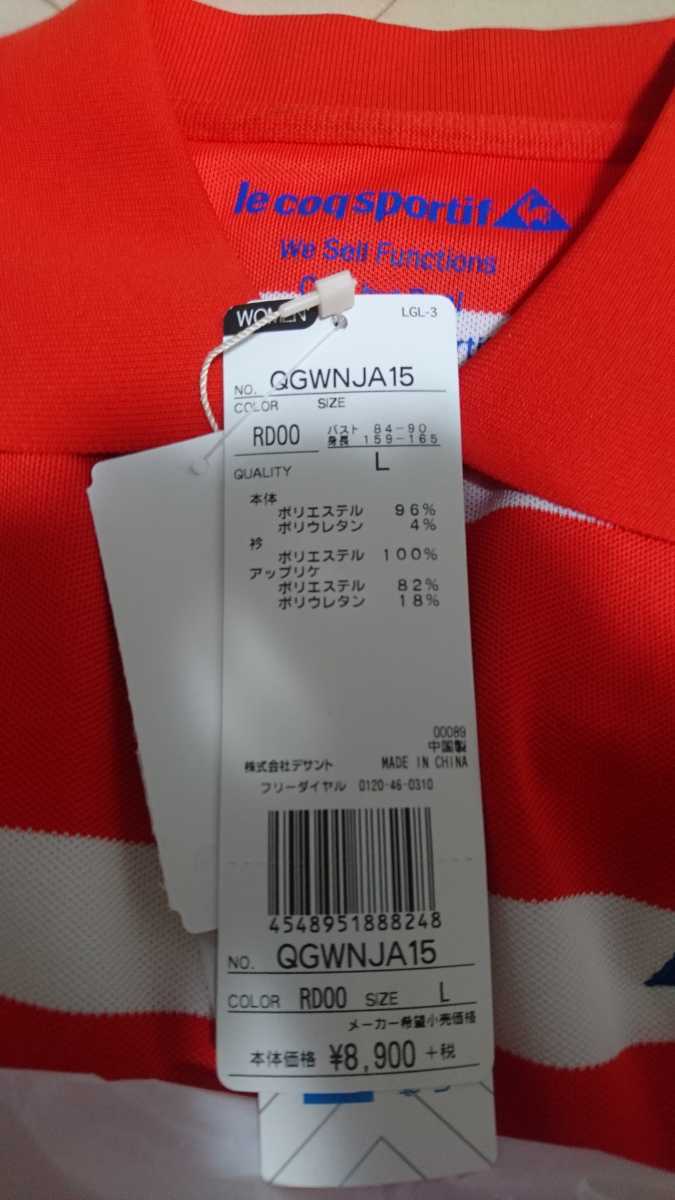 le coq sportif
We Sell Functions
WOMEN
LGL-3
NO. QGWNJA15
COLOR SIZE
RD00 バスト 84-90
身長 159-165
L
QUALITY
本体
ポリエステル 96%
ポリウレタン 4%
衿
ポリエステル 100%
アップリケ
ポリエステル 82%
ポリウレタン 18%
00089
中国製
株式会社デサント MADE IN CHINA
フリーダイヤル 0120-46-0310
4548951888248
NO. QGWNJA15
COLOR RD00 SIZE L
メーカー希望小売価格
本体価格 ¥8,900 +税